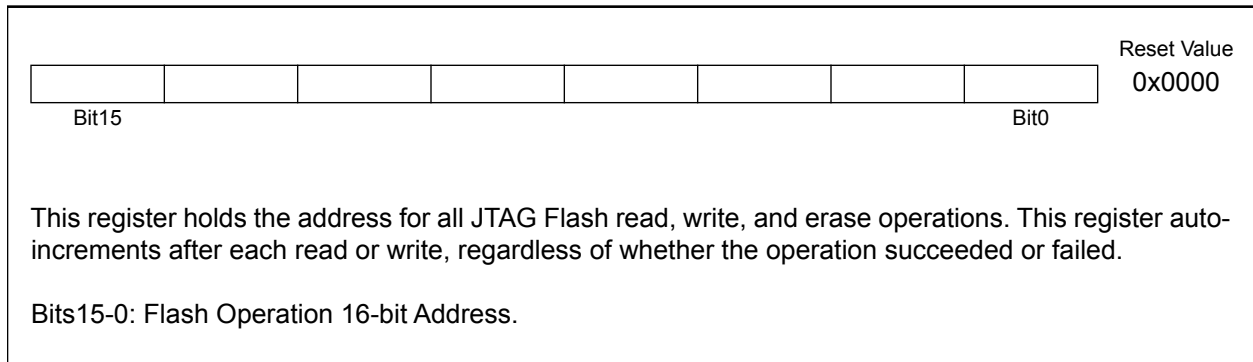 Reset Value
0x0000
Bit15
Bit0
This register holds the address for all JTAG Flash read, write, and erase operations. This register auto-
increments after each read or write, regardless of whether the operation succeeded or failed.
Bits15-0: Flash Operation 16-bit Address.